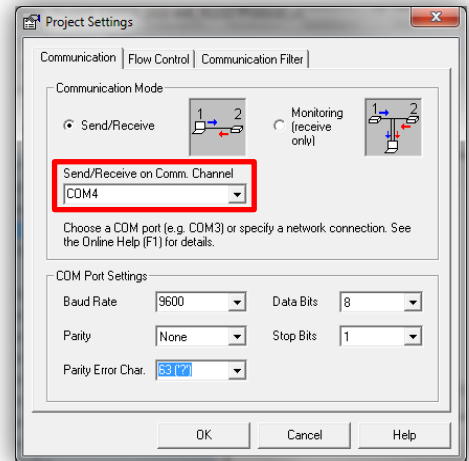 Project Settings
Communication Flow Control Communication Filter
Communication Mode
Send/Receive
1 2
Monitoring
(receive
only)
1 2
Send/Receive on Comm. Channel
COM4
Choose a COM port (e.g. COM3) or specify a network connection. See
the Online Help (F1) for details.
COM Port Settings
Baud Rate 9600 Data Bits 8
Parity None Stop Bits 1
Parity Error Char. 63 ('?')
OK Cancel Help